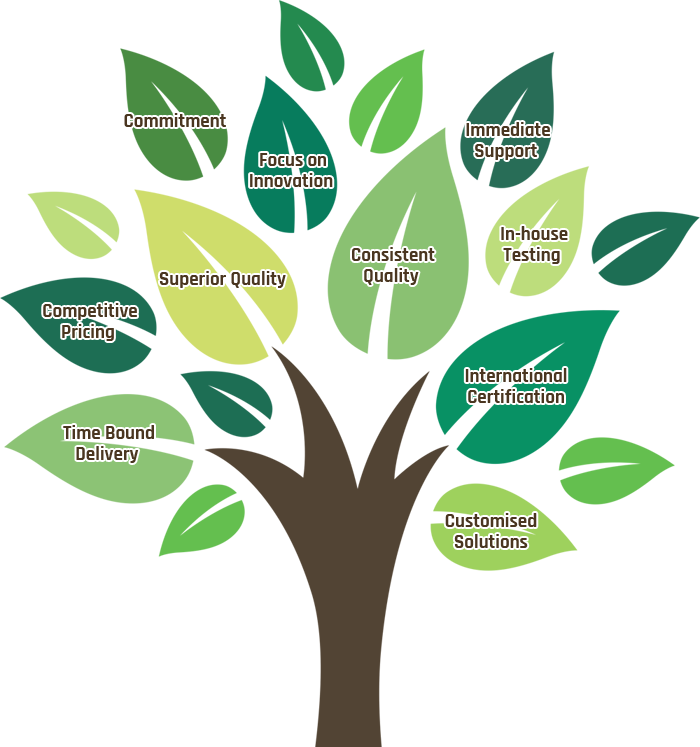 Commitment
Immediate
Support
Focus on
Innovation
In-house
Testing
Consistent
Quality
Superior Quality
Competitive
Pricing
International
Certification
Time Bound
Delivery
Customised
Solutions